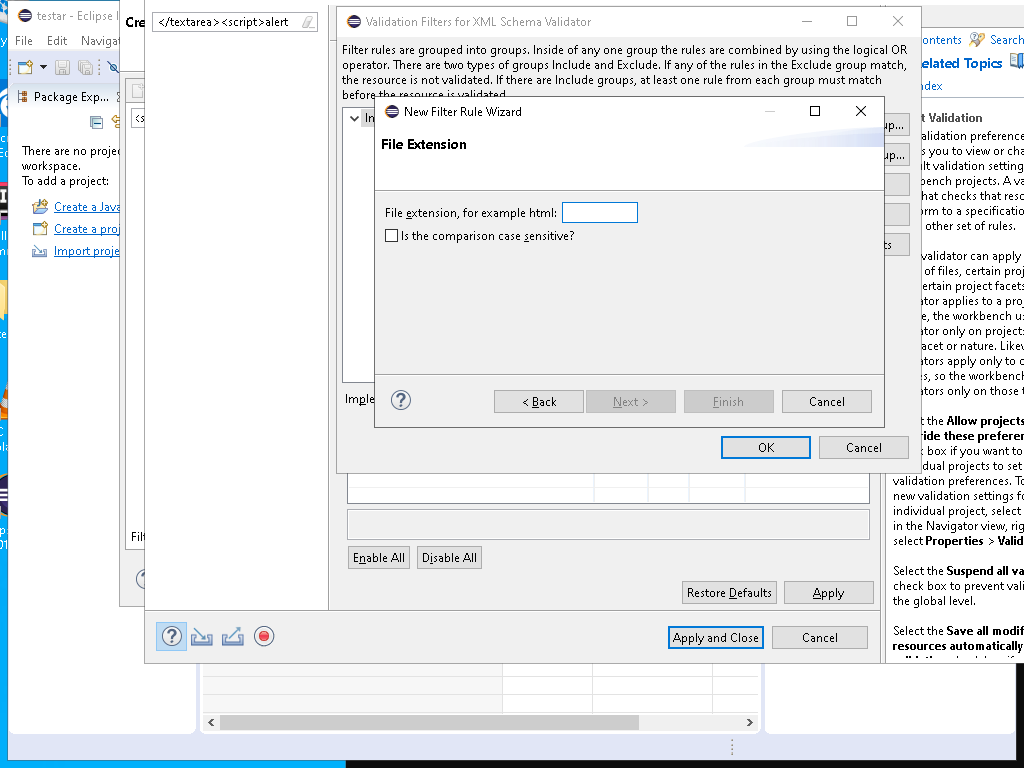 testar - Eclipse I
File Edit Navigat
Package Exp...
There are no proje
workspace.
To add a project:
Create a Java
Create a proj
Import proje
Cre
<s
Filt
</textarea><script>alert
Validation Filters for XML Schema Validator
Filter rules are grouped into groups. Inside of any one group the rules are combined by using the logical OR
operator. There are two types of groups Include and Exclude. If any of the rules in the Exclude group match,
the resource is not validated. If there are Include groups, at least one rule from each group must match
before the resource is validated.
In
up...
up...
ts
Imple
New Filter Rule Wizard
File Extension
File extension, for example html:
Is the comparison case sensitive?
< Back
Next >
Finish
Cancel
OK
Cancel
Enable All
Disable All
Restore Defaults
Apply
Apply and Close
Cancel
ontents Search
elated Topics
dex
t Validation
alidation preference
s you to view or cha
ult validation setting
bench projects. A va
hat checks that reso
orm to a specification
other set of rules.
validator can apply
of files, certain proj
ertain project facets
ator applies to a proj
e, the workbench us
ator only on projects
acet or nature. Likew
ators apply only to c
es, so the workbench
ators only on those t
t the Allow projects
ride these preferen
k box if you want to
dual projects to set
validation preferences. To
new validation settings fo
individual project, select
in the Navigator view, rig
select Properties > Valid
Select the Suspend all va
check box to prevent vali
the global level.
Select the Save all modif
resources automatically